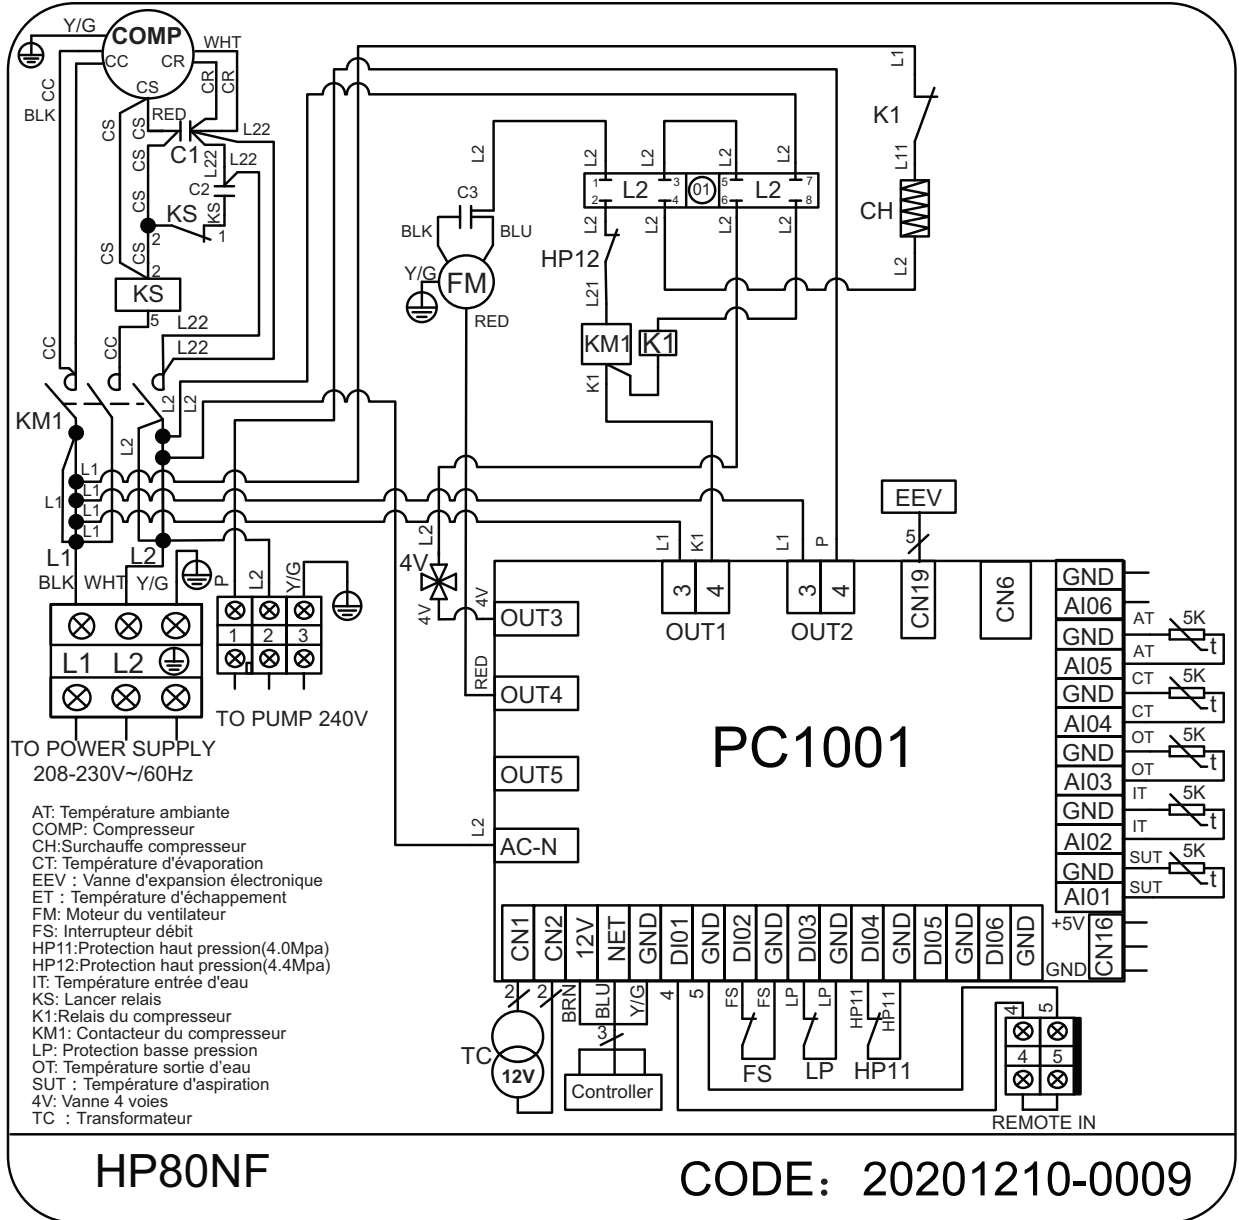 Y/G
COMP
WHT
CC
CR
CC
BLK
CS
CR
CR
RED
CS
CS
L22
C1
CS
L22
L22
C2
KS
KS
2
1
CS
CS
CS
2
KS
5
L22
L22
CC
CC
KM1
L2
L2
L2
L1
L1
L1
L1
L1
L1
L2
BLK
WHT
Y/G
P
L2
Y/G
L1
L2
1
2
3
TO PUMP 240V
TO POWER SUPPLY
208-230V~/60Hz
L2
C3
BLK
BLU
Y/G
FM
RED
L2
L2
L2
L2
1
2
L2
3
4
01
5
6
L2
7
8
L2
L2
L2
L2
HP12
L21
KM1
K1
K1
L1
K1
L11
CH
L2
L2
4V
4V
4V
RED
L2
L1
K1
L1
P
EEV
5
OUT3
OUT4
OUT5
AC-N
3
4
OUT1
3
4
OUT2
CN19
CN6
PC1001
GND
AI06
GND
AI05
GND
AI04
GND
AI03
GND
AI02
GND
AI01
CN16
+5V
GND
AT
5K
AT
t
CT
5K
CT
t
OT
5K
OT
t
IT
5K
IT
t
SUT
5K
SUT
t
CN1
CN2
12V
NET
GND
DI01
GND
DI02
GND
DI03
GND
DI04
GND
DI05
GND
DI06
GND
2
2
BRN
BLU
Y/G
4
5
FS
FS
LP
LP
HP11
HP11
3
TC
12V
Controller
FS
LP
HP11
4
5
4
5
REMOTE IN
AT: Température ambiante
COMP: Compresseur
CH:Surchauffe compresseur
CT: Température d'évaporation
EEV : Vanne d'expansion électronique
ET : Température d'échappement
FM: Moteur du ventilateur
FS: Interrupteur débit
HP11:Protection haut pression(4.0Mpa)
HP12:Protection haut pression(4.4Mpa)
IT: Température entrée d'eau
KS: Lancer relais
K1:Relais du compresseur
KM1: Contacteur du compresseur
LP: Protection basse pression
OT: Température sortie d'eau
SUT : Température d'aspiration
4V: Vanne 4 voies
TC : Transformateur
HP80NF
CODE: 20201210-0009